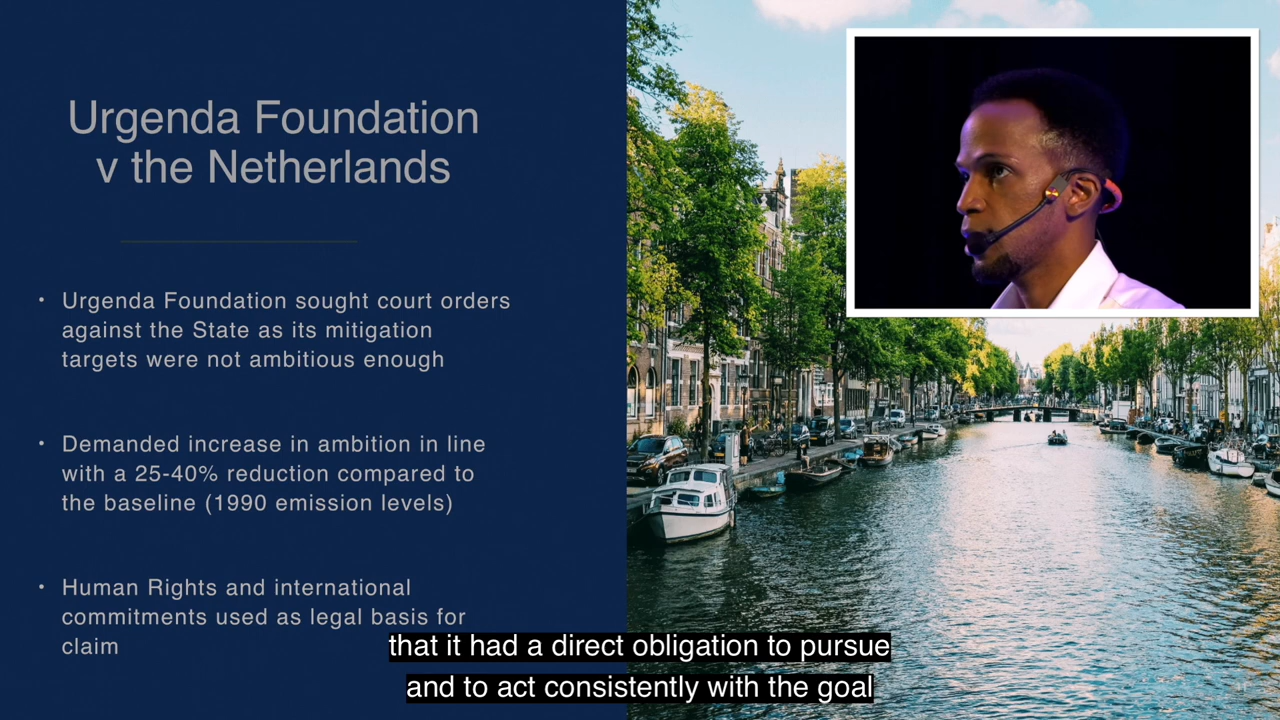 Urgenda Foundation
v the Netherlands
• Urgenda Foundation sought court orders
against the State as its mitigation
targets were not ambitious enough
• Demanded increase in ambition in line
with a 25-40% reduction compared to
the baseline (1990 emission levels)
• Human Rights and international
commitments used as legal basis for
claim
that it had a direct obligation to pursue
and to act consistently with the goal